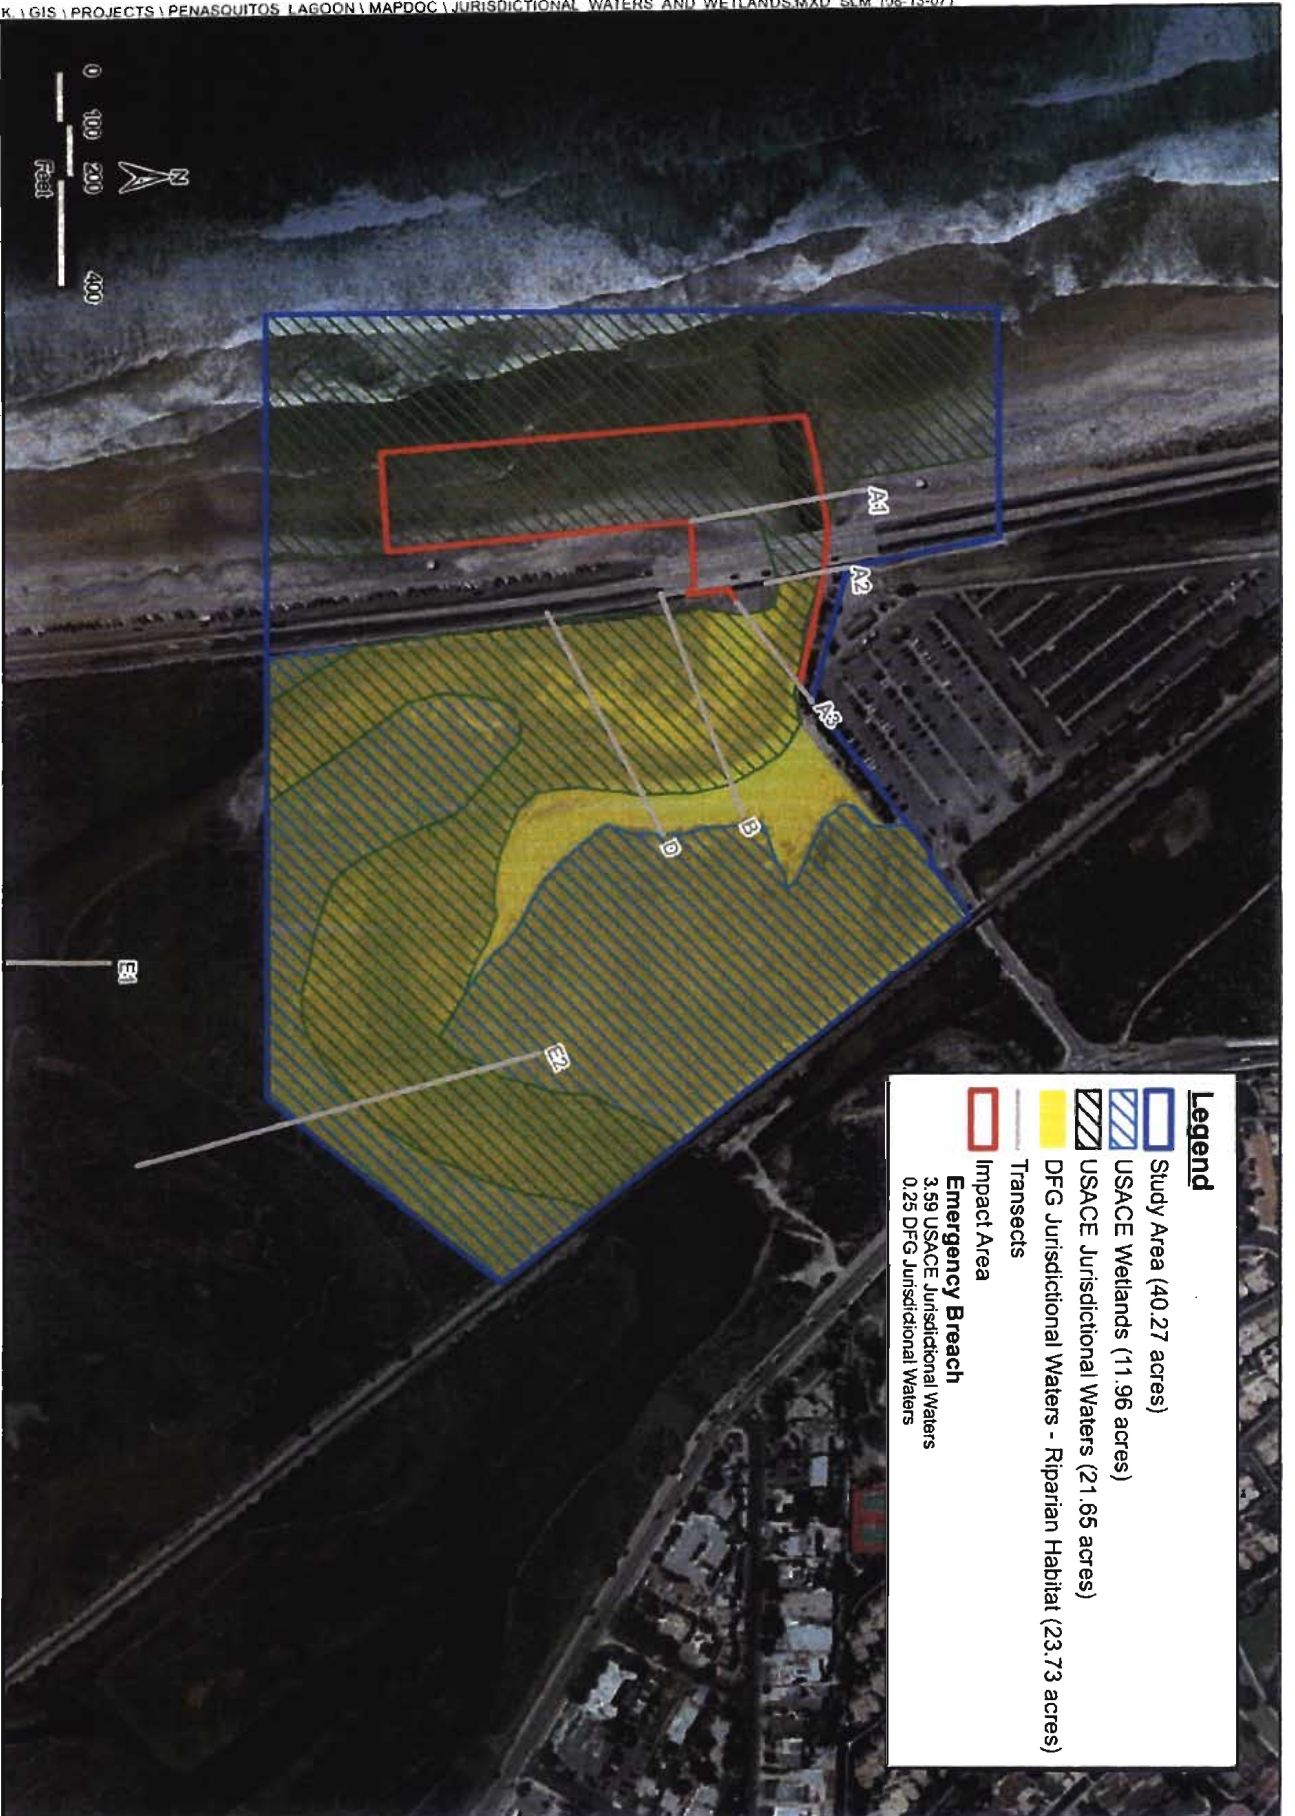 K:\GIS\PROJECTS\PENASQUITOS LAGOON\MAPDOC\JURISDICTIONAL WATERS AND WETLANDS.MXD SLM (08-13-07)
N
0 100 200 400
Feet
A1
A2
A3
B
D
E1
E2
Legend
Study Area (40.27 acres)
USACE Wetlands (11.96 acres)
USACE Jurisdictional Waters (21.65 acres)
DFG Jurisdictional Waters - Riparian Habitat (23.73 acres)
Transects
Impact Area
Emergency Breach
3.59 USACE Jurisdictional Waters
0.25 DFG Jurisdictional Waters